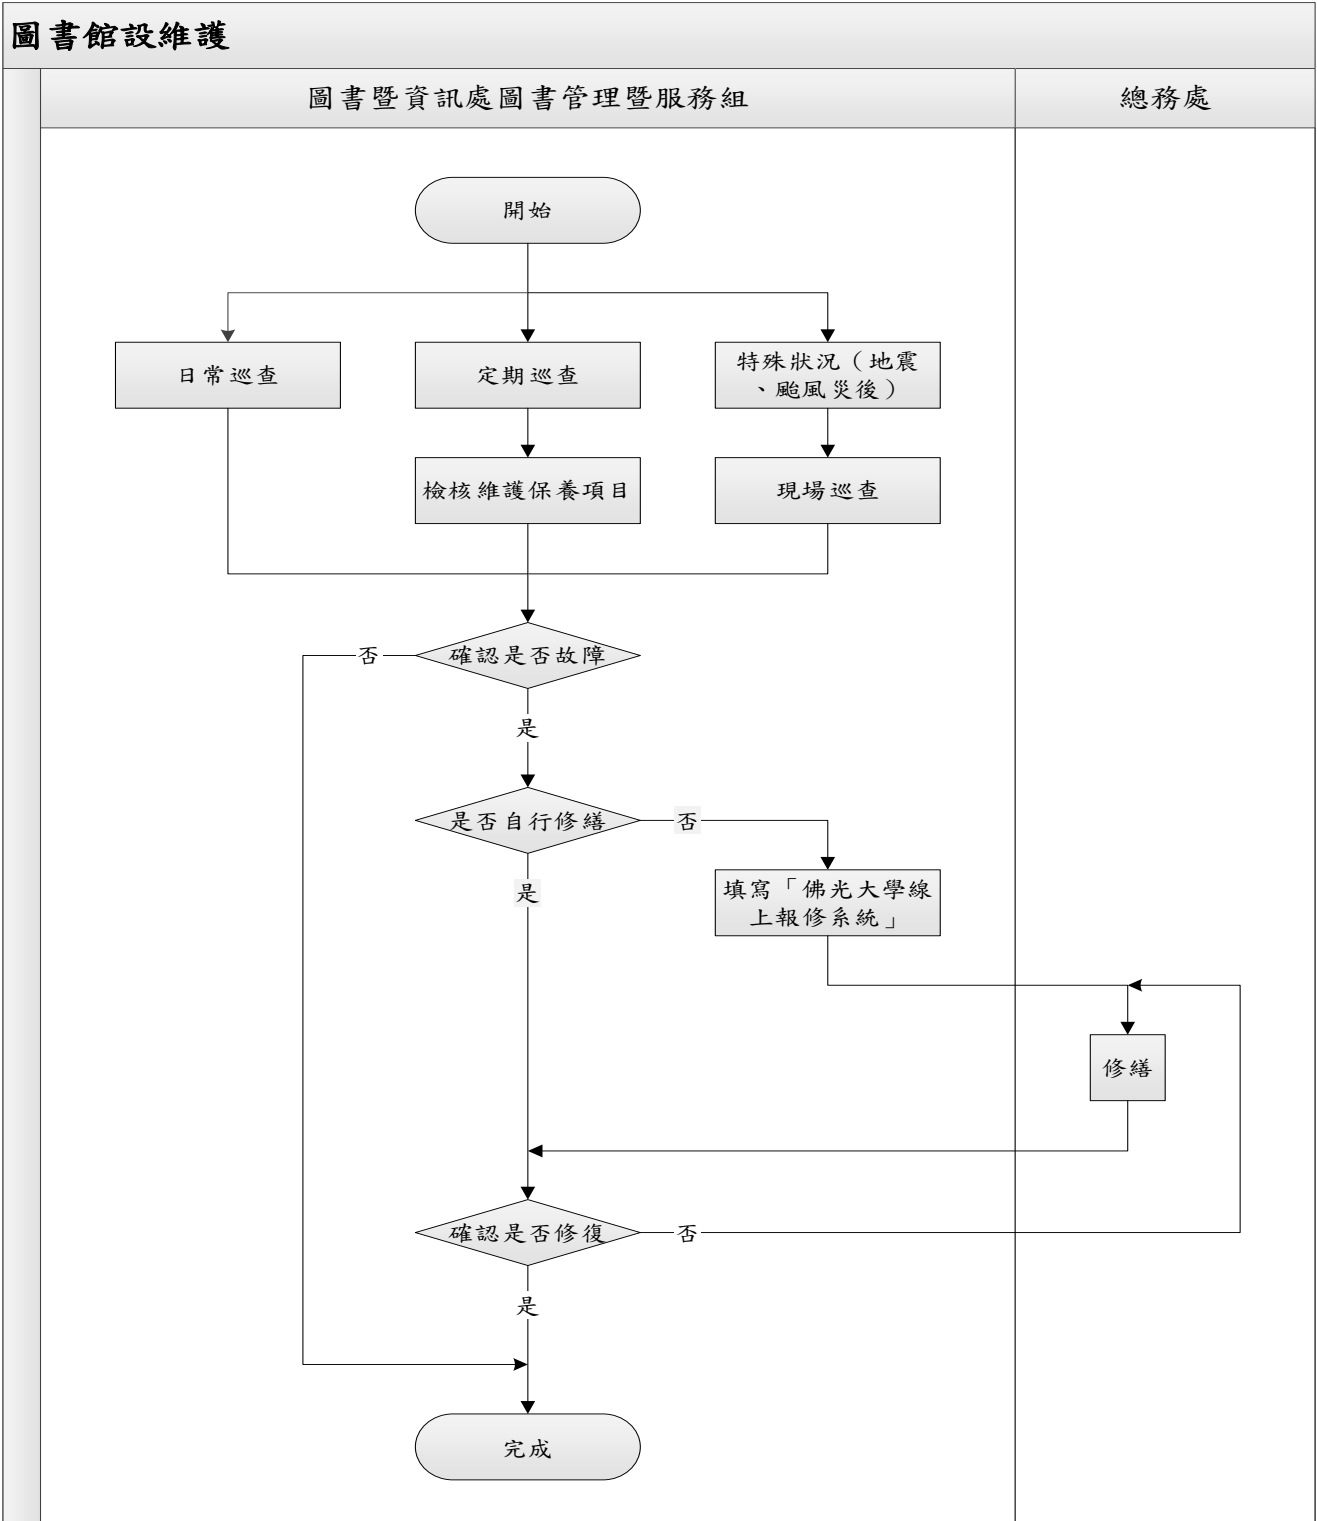 圖書館設維護
圖書暨資訊處圖書管理暨服務組
總務處
開始
日常巡查
定期巡查
特殊狀況（地震
、颱風災後）
檢核維護保養項目
現場巡查
確認是否故障
否
是
是否自行修繕
否
是
填寫「佛光大學線
上報修系統」
修繕
確認是否修復
否
是
完成